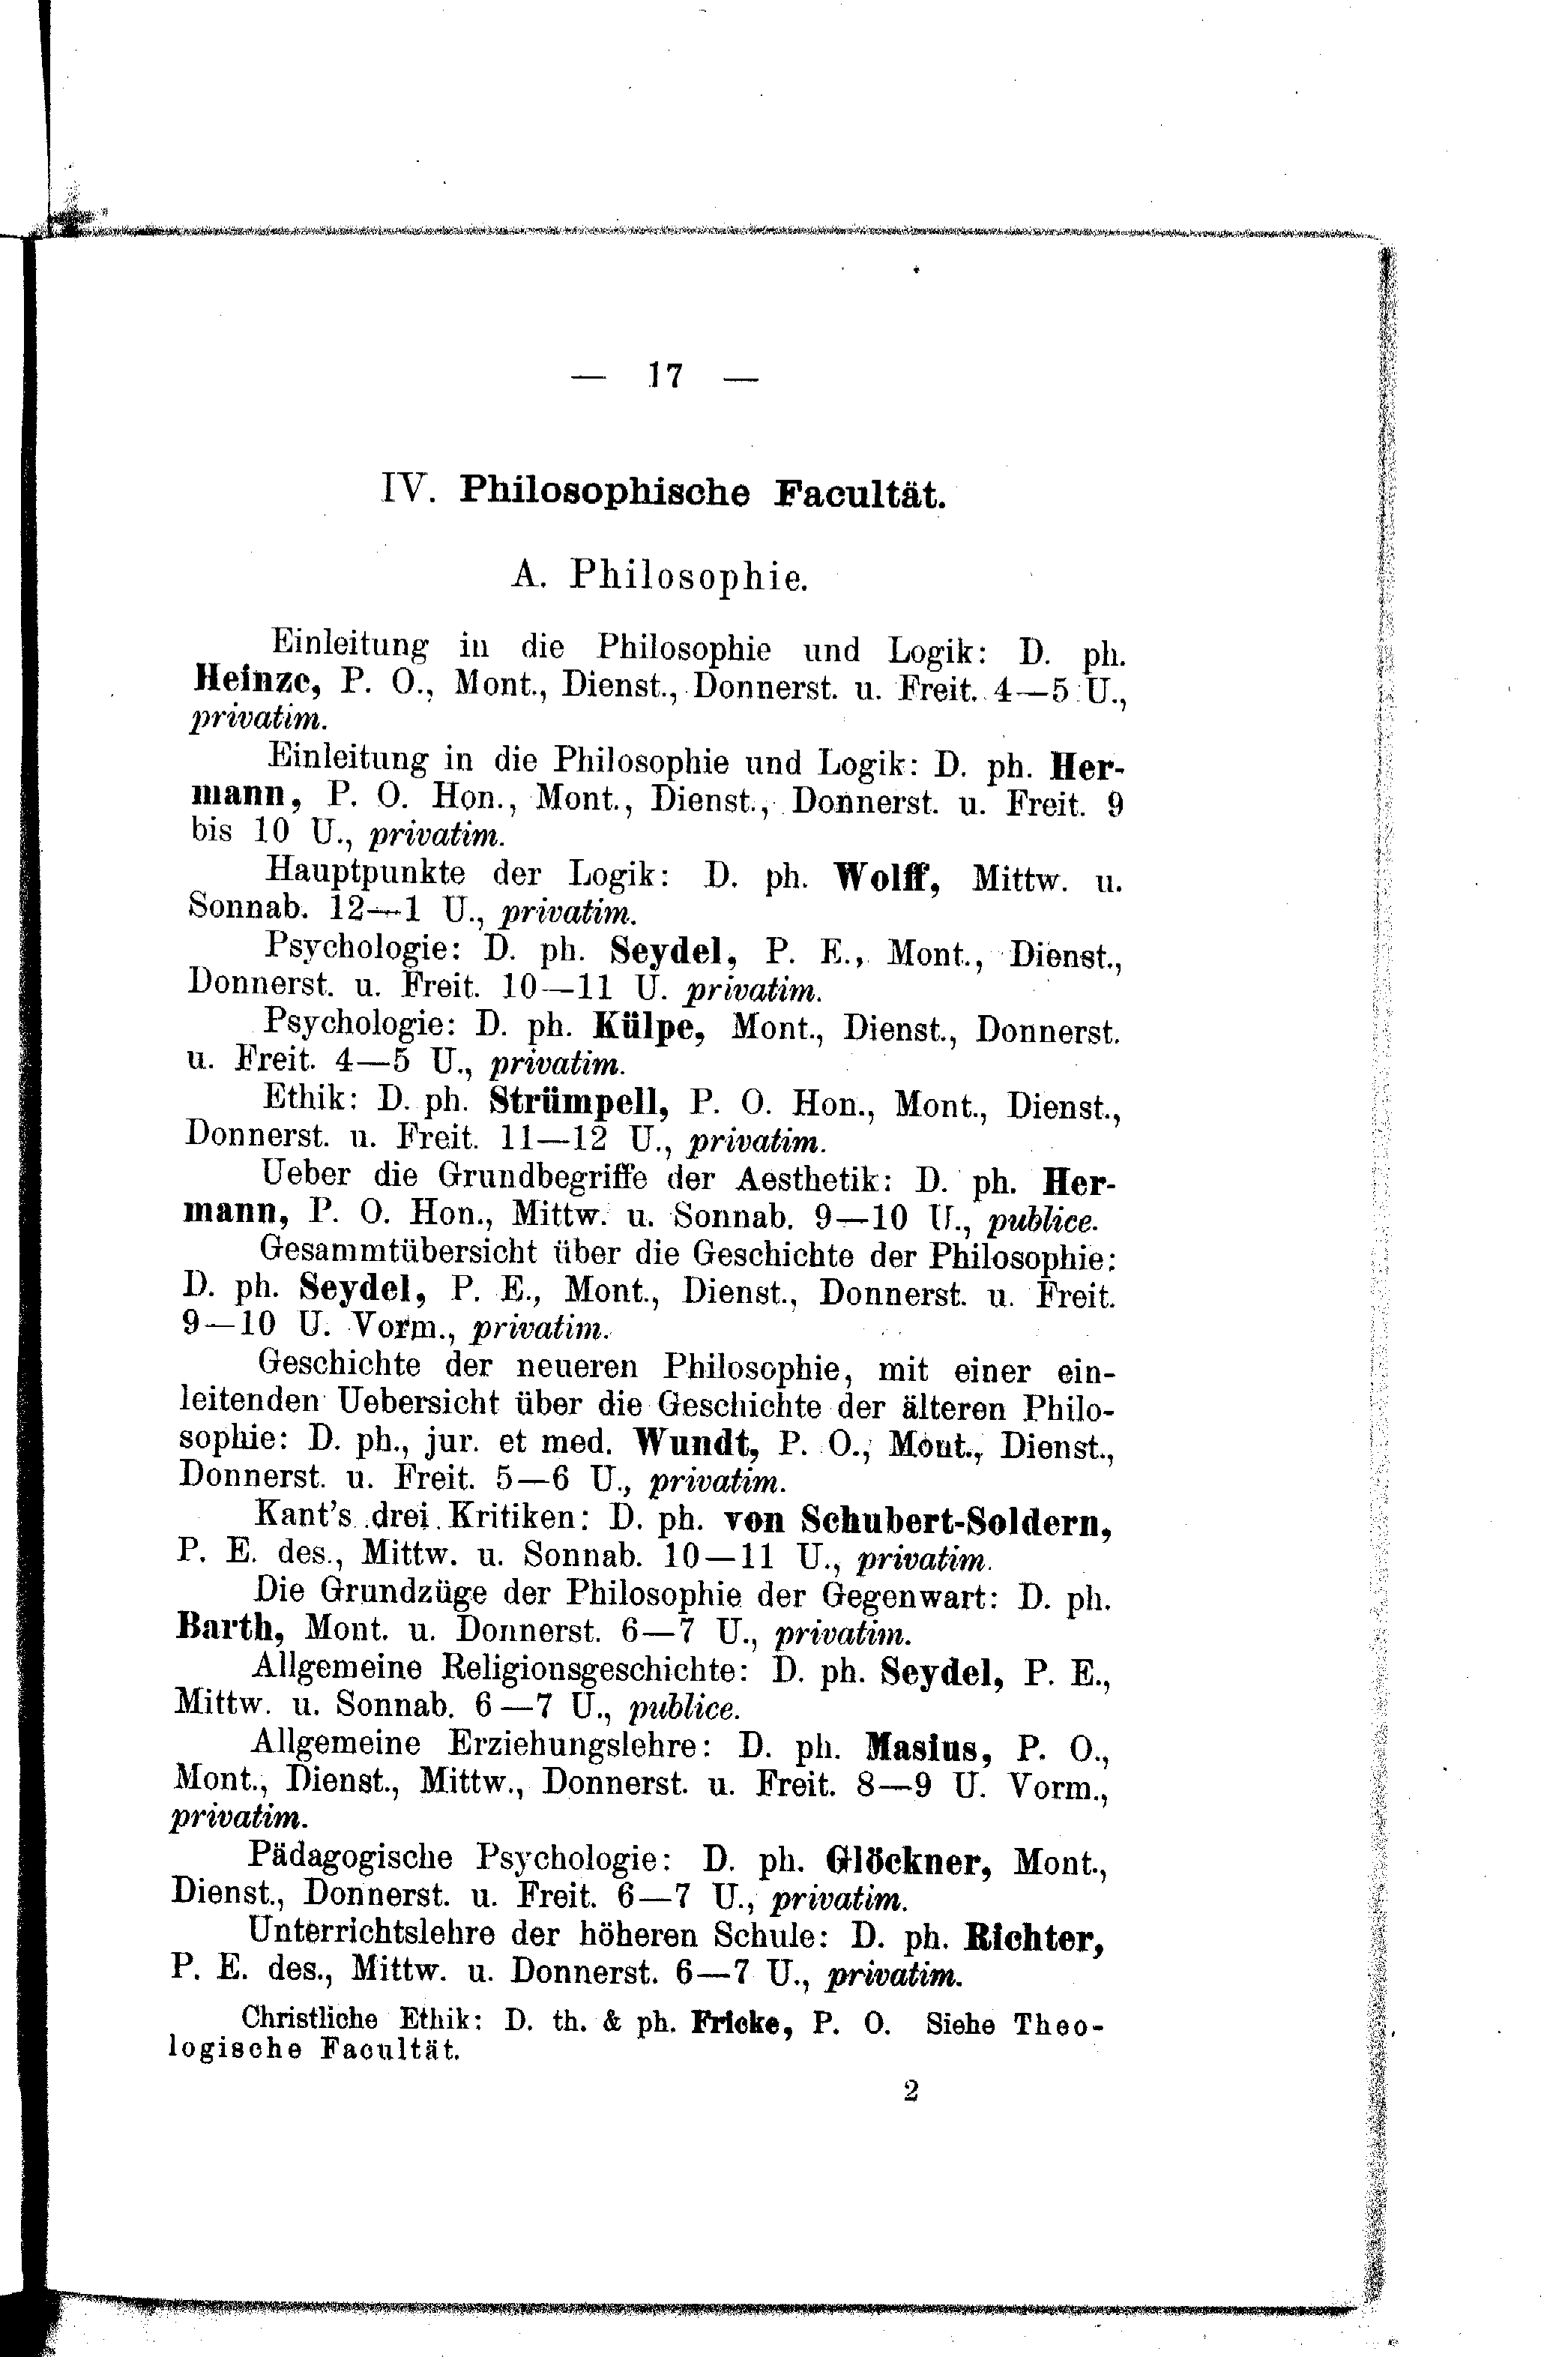 — 17 —
IV. Philosophische Facultät.
A. Philosophie.
Einleitung in die Philosophie und Logik: D. ph.
Heinze, P. O., Mont., Dienst., Donnerst. u. Freit. 4—5 U.,
privatim.
Einleitung in die Philosophie und Logik: D. ph. Her-
mann, P. O. Hon., Mont., Dienst., Donnerst. u. Freit. 9
bis 10 U., privatim.
Hauptpunkte der Logik: D. ph. Wolff, Mittw. u.
Sonnab. 12—1 U., privatim.
Psychologie: D. ph. Seydel, P. E., Mont., Dienst.,
Donnerst. u. Freit. 10—11 U. privatim.
Psychologie: D. ph. Külpe, Mont., Dienst., Donnerst.
u. Freit. 4—5 U., privatim.
Ethik: D. ph. Strümpell, P. O. Hon., Mont., Dienst.,
Donnerst. u. Freit. 11—12 U., privatim.
Ueber die Grundbegriffe der Aesthetik: D. ph. Her-
mann, P. O. Hon., Mittw. u. Sonnab. 9—10 U., publice.
Gesammtübersicht über die Geschichte der Philosophie:
D. ph. Seydel, P. E., Mont., Dienst., Donnerst. u. Freit.
9—10 U. Vorm., privatim.
Geschichte der neueren Philosophie, mit einer ein-
leitenden Uebersicht über die Geschichte der älteren Philo-
sophie: D. ph., jur. et med. Wundt, P. O., Mont., Dienst.,
Donnerst. u. Freit. 5—6 U., privatim.
Kant's drei Kritiken: D. ph. von Schubert-Soldern,
P. E. des., Mittw. u. Sonnab. 10—11 U., privatim.
Die Grundzüge der Philosophie der Gegenwart: D. ph.
Barth, Mont. u. Donnerst. 6—7 U., privatim.
Allgemeine Religionsgeschichte: D. ph. Seydel, P. E.,
Mittw. u. Sonnab. 6—7 U., publice.
Allgemeine Erziehungslehre: D. ph. Masius, P. O.,
Mont., Dienst., Mittw., Donnerst. u. Freit. 8—9 U. Vorm.,
privatim.
Pädagogische Psychologie: D. ph. Glöckner, Mont.,
Dienst., Donnerst. u. Freit. 6—7 U., privatim.
Unterrichtslehre der höheren Schule: D. ph. Richter,
P. E. des., Mittw. u. Donnerst. 6—7 U., privatim.
Christliche Ethik: D. th. & ph. Fricke, P. O. Siehe Theo-
logische Facultät.
2